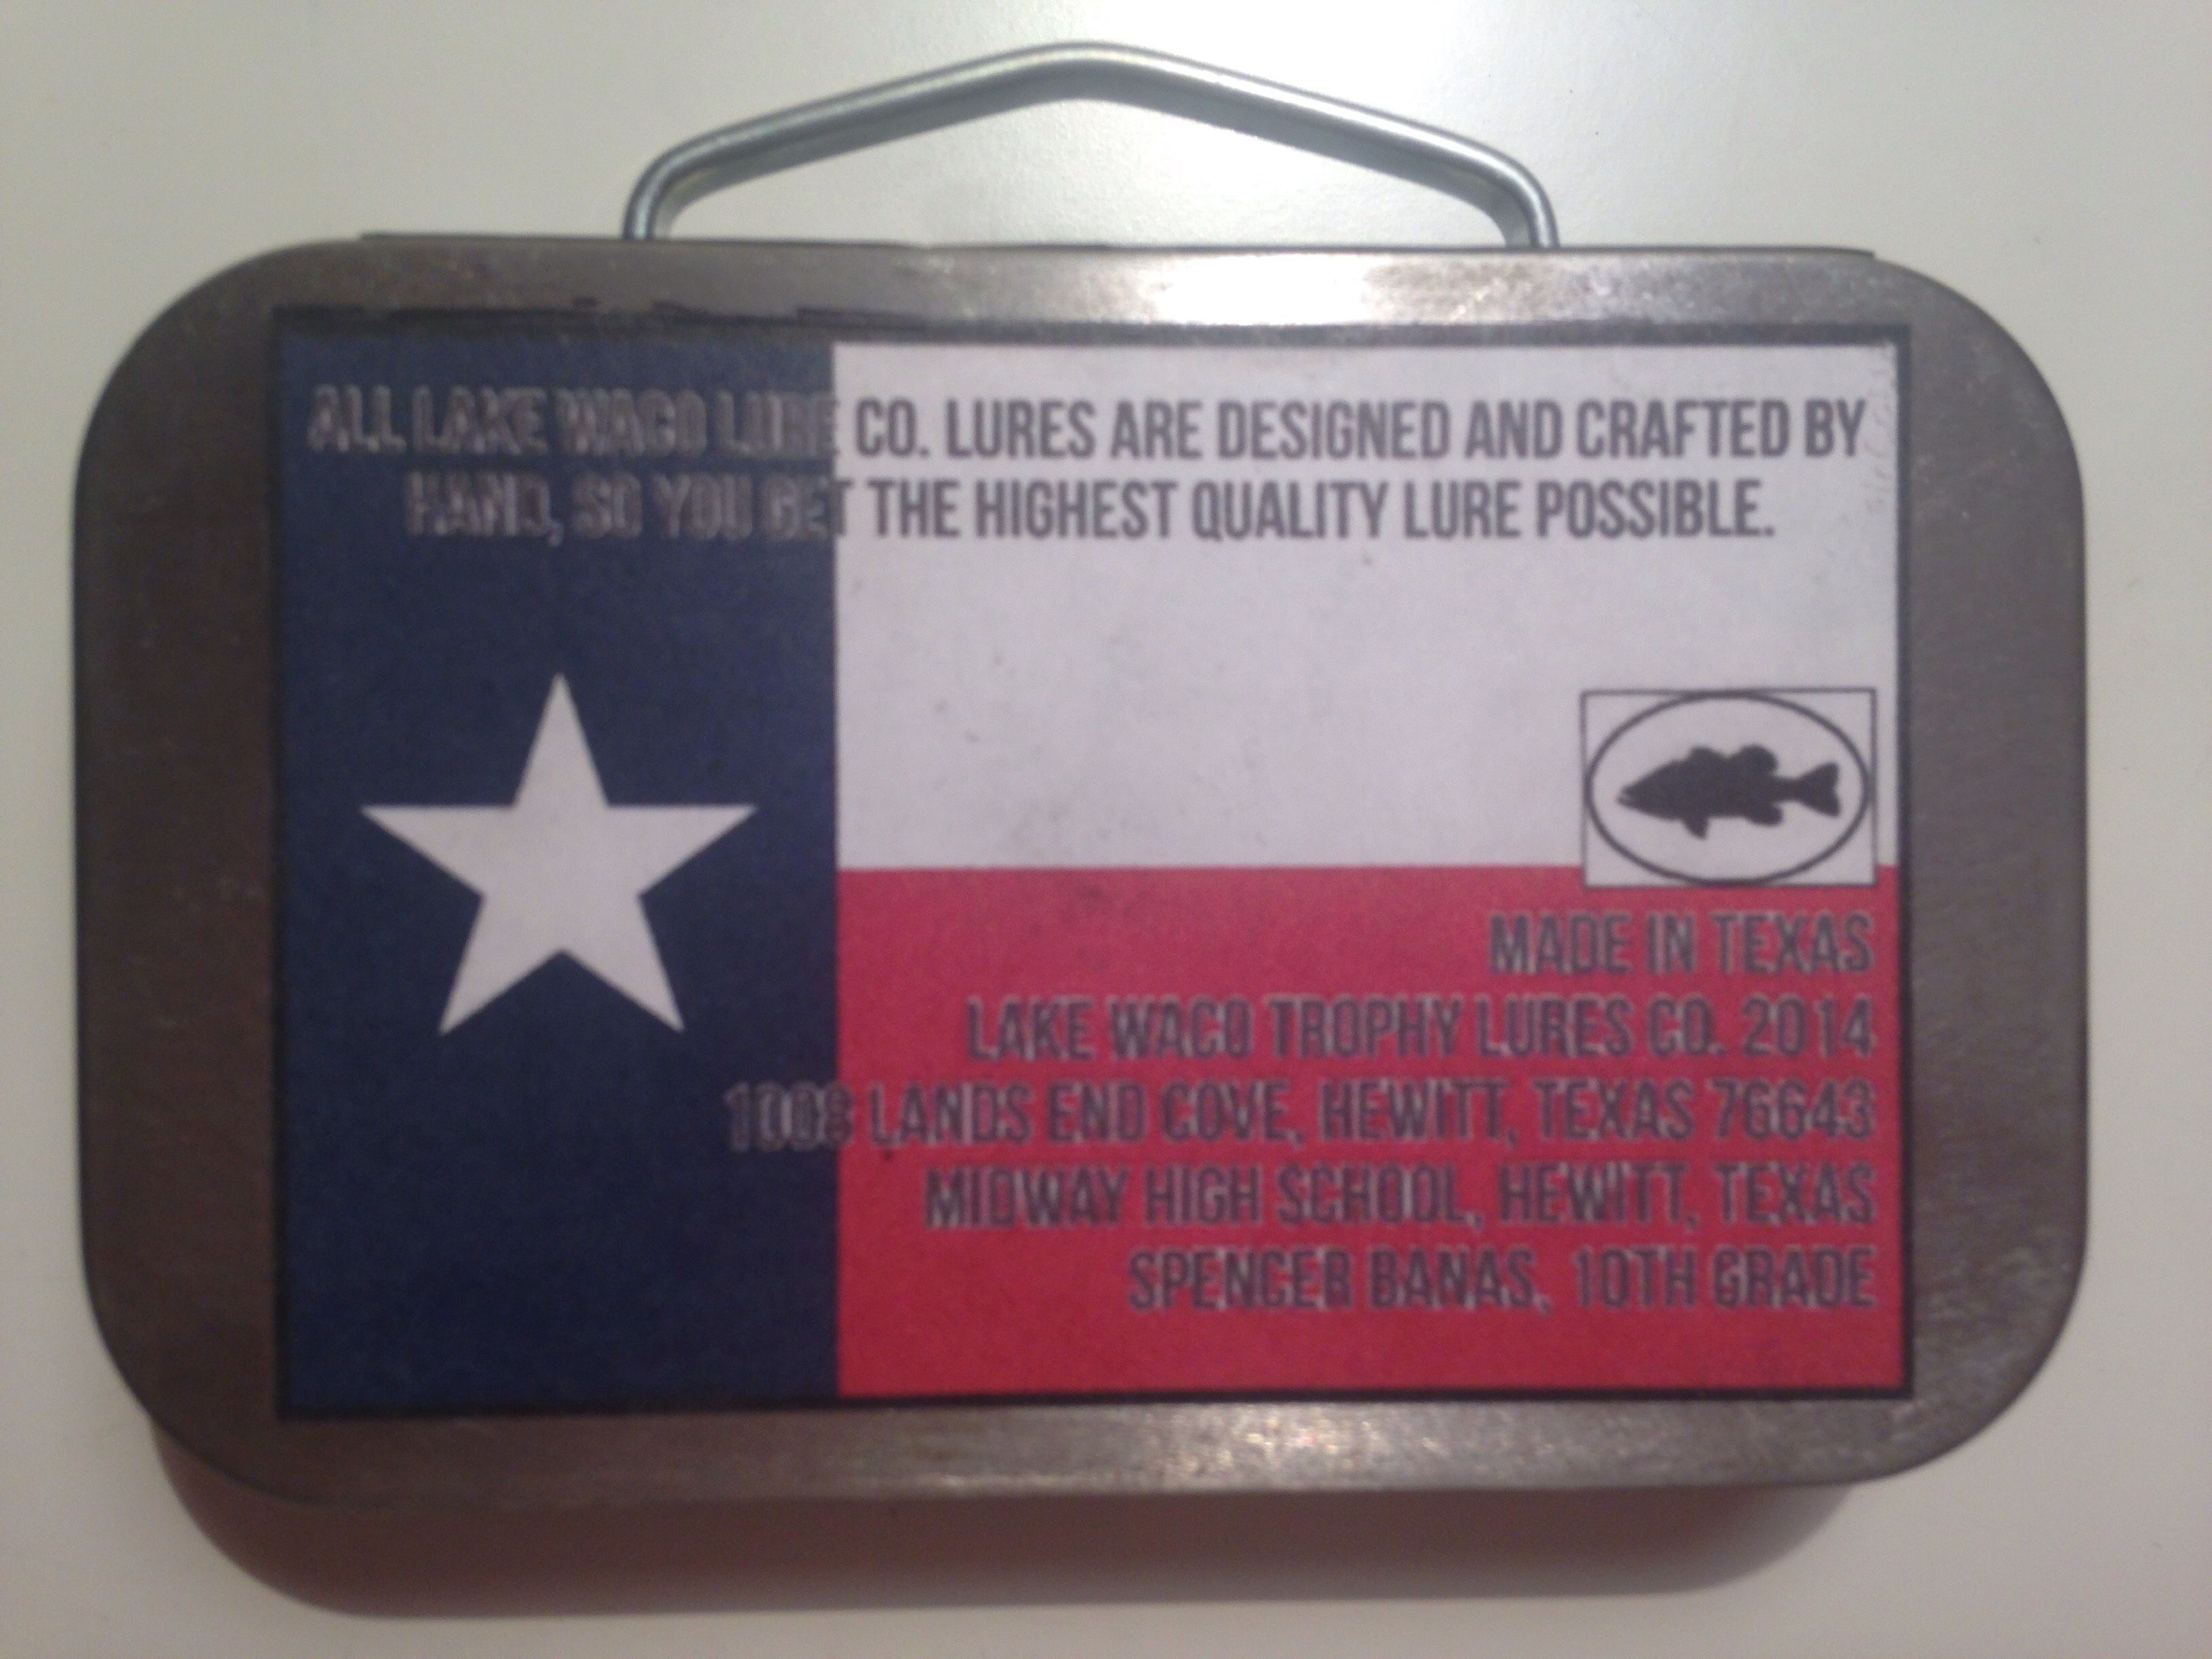 ALL LAKE WACO LURE CO. LURES ARE DESIGNED AND CRAFTED BY
HAND, SO YOU GET THE HIGHEST QUALITY LURE POSSIBLE.
MADE IN TEXAS
LAKE WACO TROPHY LURES CO. 2014
1008 LANDS END COVE, HEWITT, TEXAS 76643
MIDWAY HIGH SCHOOL, HEWITT, TEXAS
SPENCER BANAS, 10TH GRADE